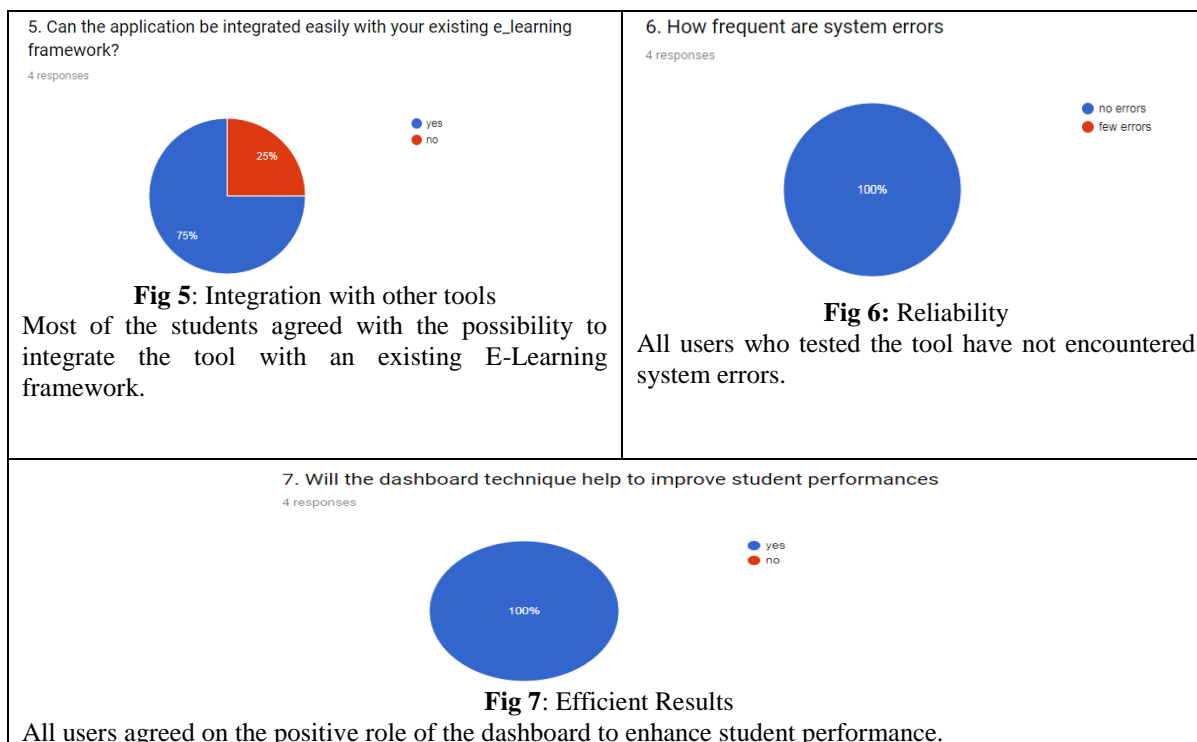 5. Can the application be integrated easily with your existing e_learning
framework?
4 responses
yes
no
25%
75%
Fig 5: Integration with other tools
Most of the students agreed with the possibility to
integrate the tool with an existing E-Learning
framework.
6. How frequent are system errors
4 responses
no errors
few errors
100%
Fig 6: Reliability
All users who tested the tool have not encountered
system errors.
7. Will the dashboard technique help to improve student performances
4 responses
yes
no
100%
Fig 7: Efficient Results
All users agreed on the positive role of the dashboard to enhance student performance.